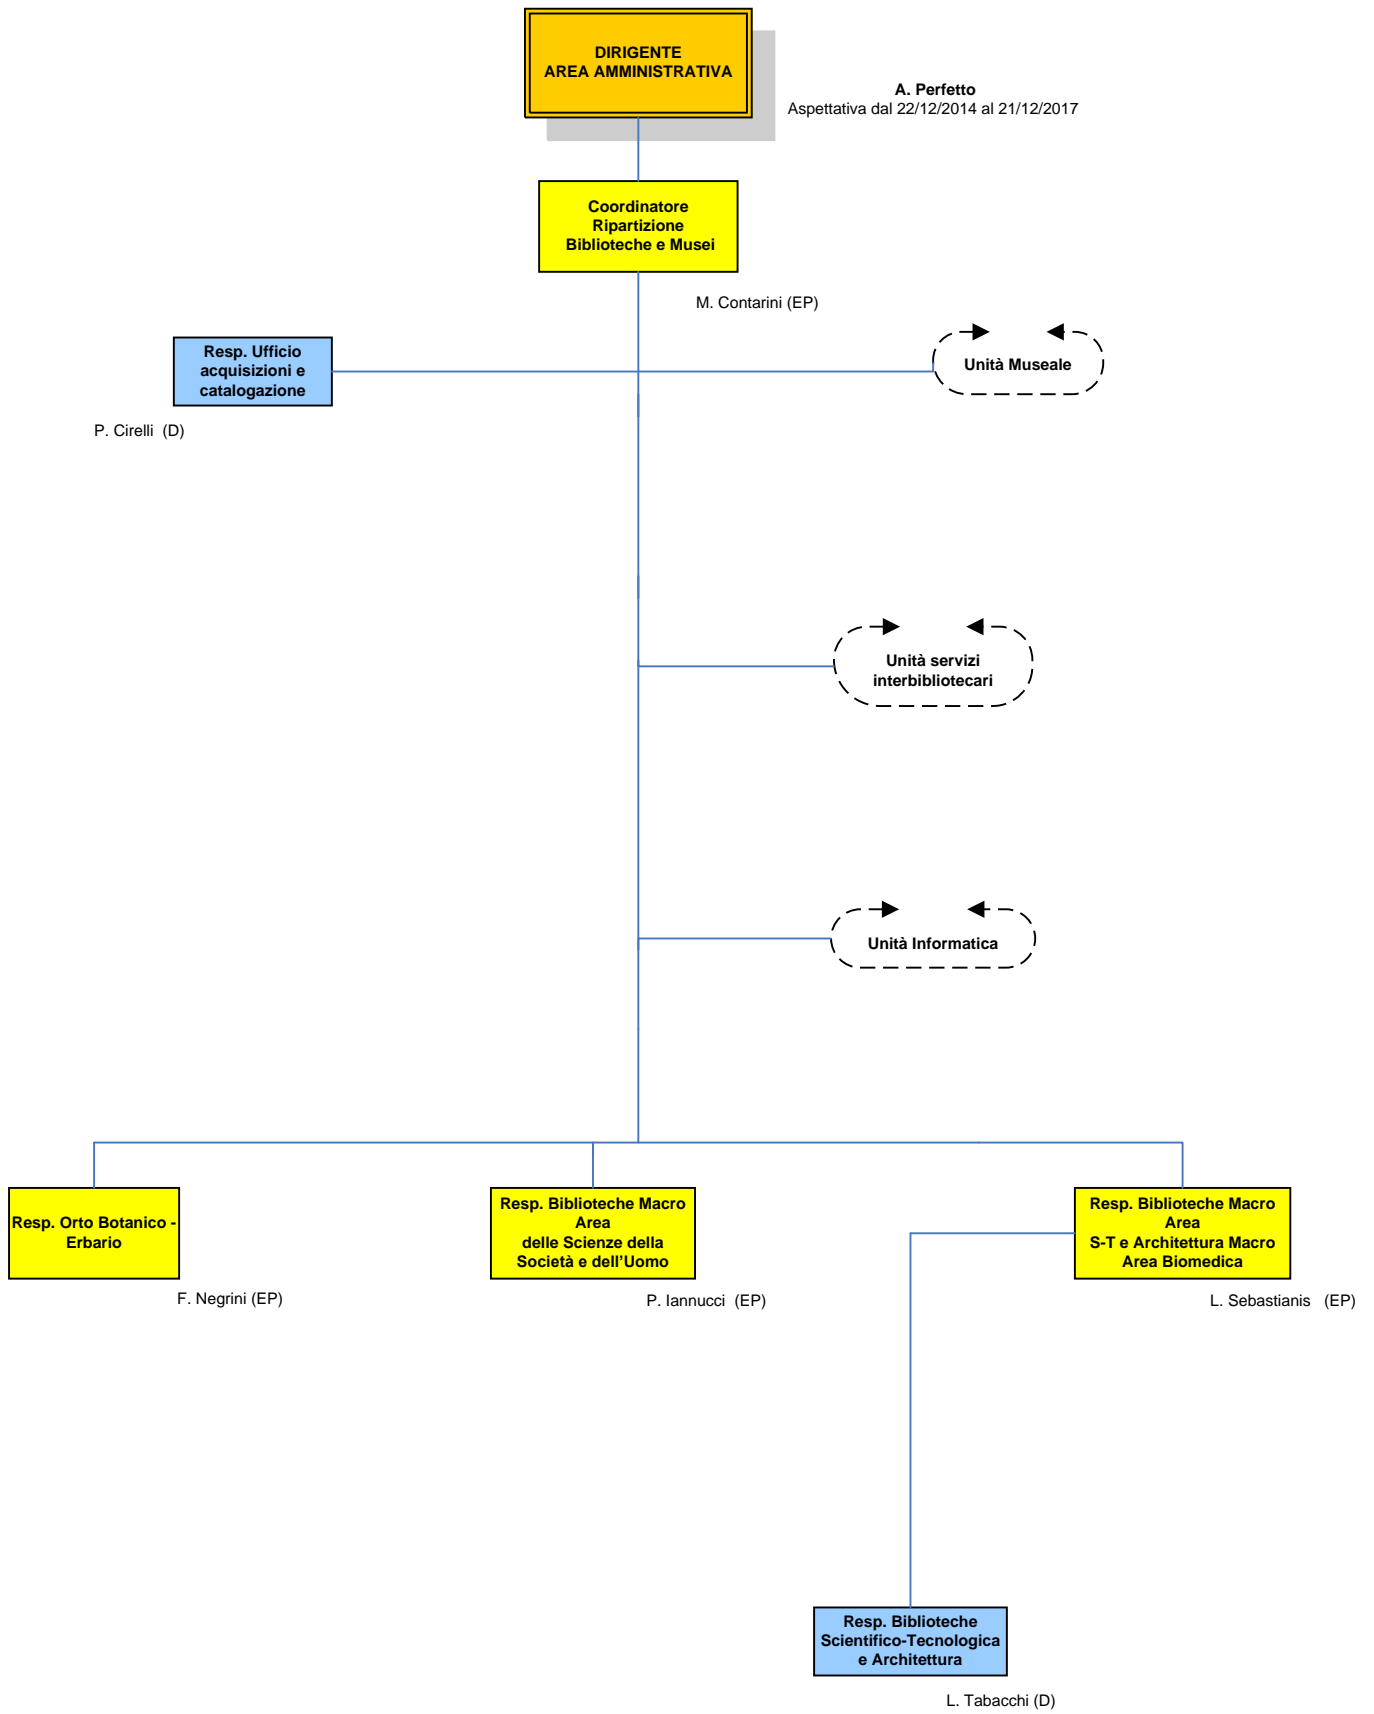 DIRIGENTE
AREA AMMINISTRATIVA
A. Perfetto
Aspettativa dal 22/12/2014 al 21/12/2017
Coordinatore
Ripartizione
Biblioteche e Musei
M. Contarini (EP)
Resp. Ufficio
acquisizioni e
catalogazione
P. Cirelli (D)
Unità Museale
Unità servizi
interbibliotecari
Unità Informatica
Resp. Orto Botanico -
Erbario
F. Negrini (EP)
Resp. Biblioteche Macro
Area
delle Scienze della
Società e dell’Uomo
P. Iannucci (EP)
Resp. Biblioteche Macro
Area
S-T e Architettura Macro
Area Biomedica
L. Sebastianis (EP)
Resp. Biblioteche
Scientifico-Tecnologica
e Architettura
L. Tabacchi (D)